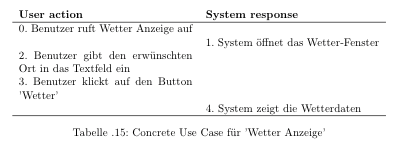 User action System response
0. Benutzer ruft Wetter Anzeige auf
1. System öffnet das Wetter-Fenster
2. Benutzer gibt den erwünschten
Ort in das Textfeld ein
3. Benutzer klickt auf den Button
'Wetter'
4. System zeigt die Wetterdaten
Tabelle .15: Concrete Use Case für 'Wetter Anzeige'